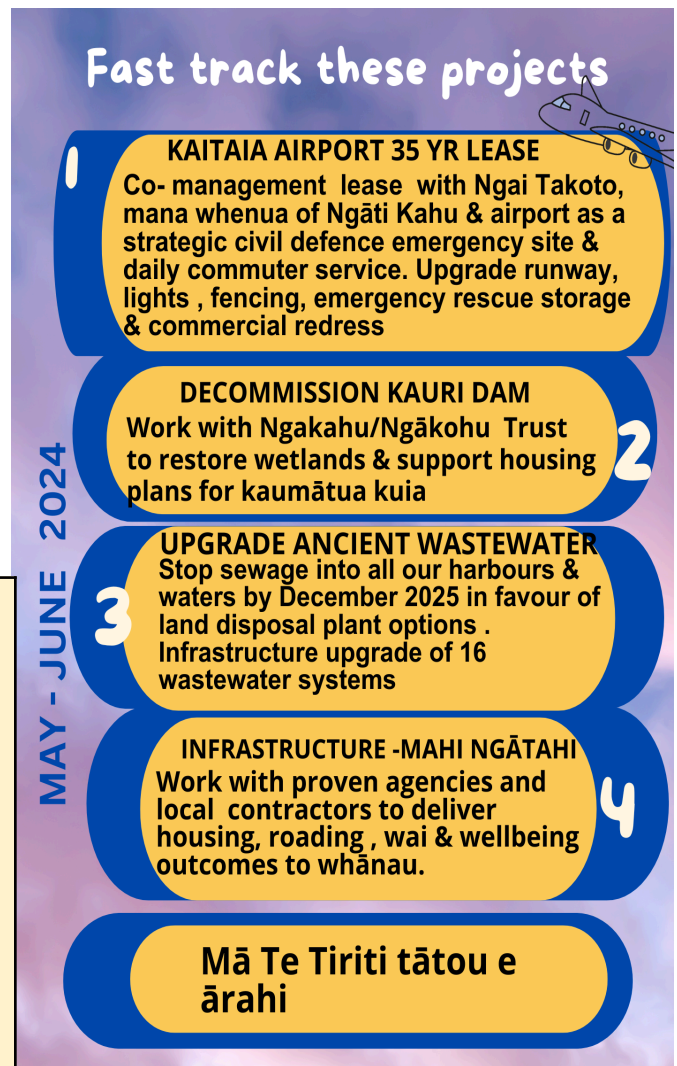 Fast track these projects
1
KAITAIA AIRPORT 35 YR LEASE
Co- management lease with Ngai Takoto,
mana whenua of Ngāti Kahu & airport as a
strategic civil defence emergency site &
daily commuter service. Upgrade runway,
lights , fencing, emergency rescue storage
& commercial redress
DECOMMISSION KAURI DAM
Work with Ngakahu/Ngākohu Trust
to restore wetlands & support housing
plans for kaumātua kuia
2
UPGRADE ANCIENT WASTEWATER
Stop sewage into all our harbours &
waters by December 2025 in favour of
land disposal plant options .
Infrastructure upgrade of 16
wastewater systems
3
INFRASTRUCTURE -MAHI NGĀTAHI
Work with proven agencies and
local contractors to deliver
housing, roading , wai & wellbeing
outcomes to whānau.
4
Mā Te Tiriti tātou e
ārahi
MAY - JUNE 2024